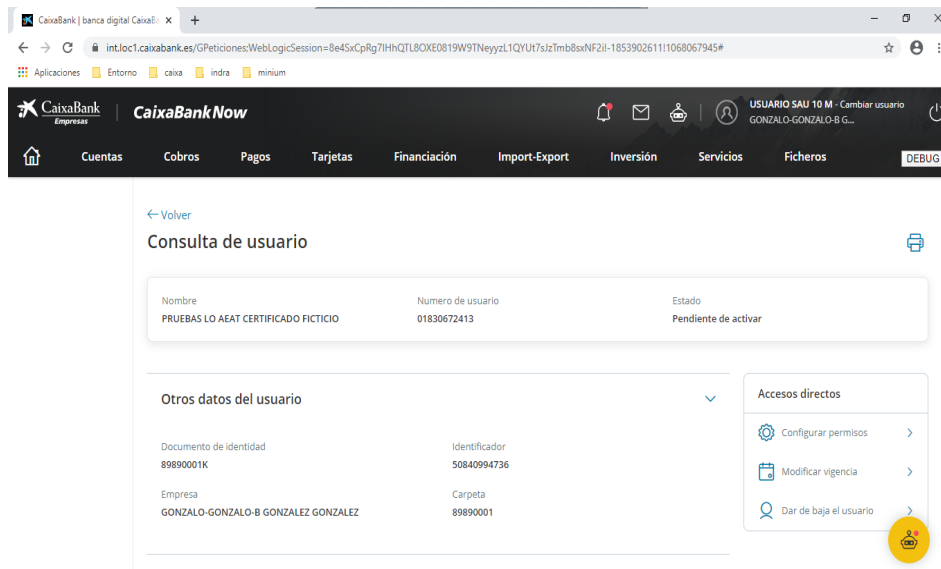 CaixaBank | banca digital CaixaB
int.loc1.caixabank.es/GPeticiones:WebLogicSession=8e4SxCpRg7IHhQTL8OXE0819W9TNeyyzL1QYUt7sJzTmb8sxNF2i!-1853902611!1068067945#
Aplicaciones Entorno caixa indra minium
CaixaBank
Empresas
CaixaBankNow
USUARIO SAU 10 M - Cambiar usuario
GONZALO-GONZALO-B G...
Cuentas Cobros Pagos Tarjetas Financiación Import-Export Inversión Servicios Ficheros DEBUG
Volver
Consulta de usuario
Nombre Numero de usuario Estado
PRUEBAS LO AEAT CERTIFICADO FICTICIO 01830672413 Pendiente de activar
Otros datos del usuario
Documento de identidad Identificador
89890001K 50840994736
Empresa Carpeta
GONZALO-GONZALO-B GONZALEZ GONZALEZ 89890001
Accesos directos
Configurar permisos
Modificar vigencia
Dar de baja el usuario